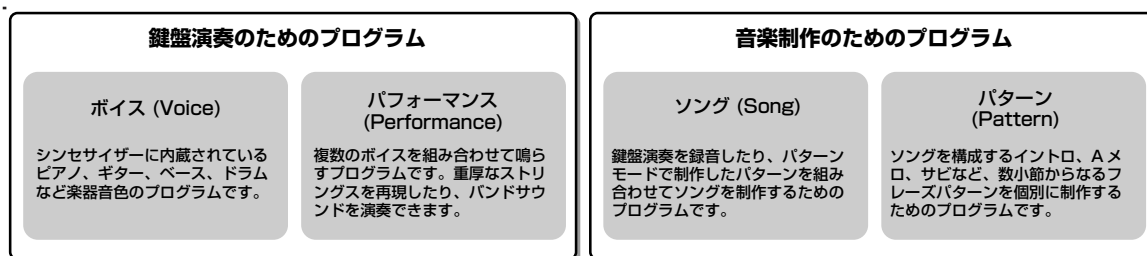 鍵盤演奏のためのプログラム
ボイス (Voice)
シンセサイザーに内蔵されている
ピアノ、ギター、ベース、ドラム
など楽器音色のプログラムです。
パフォーマンス
(Performance)
複数のボイスを組み合わせて鳴ら
すプログラムです。重厚なストリ
ングスを再現したり、バンドサウ
ンドを演奏できます。
音楽制作のためのプログラム
ソング (Song)
鍵盤演奏を録音したり、パターン
モードで制作したパターンを組み
合わせてソングを制作するための
プログラムです。
パターン
(Pattern)
ソングを構成するイントロ、A メ
ロ、サビなど、数小節からなるフ
レーズパターンを個別に制作する
ためのプログラムです。